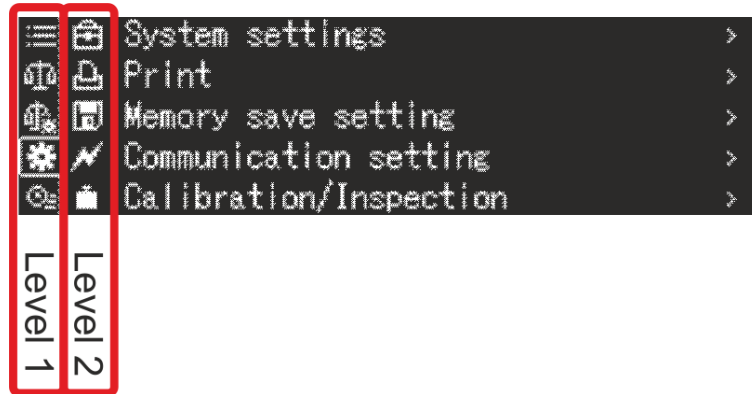 System settings >
Print >
Memory save setting >
Communication setting >
Calibration/Inspection >
Level 1
Level 2